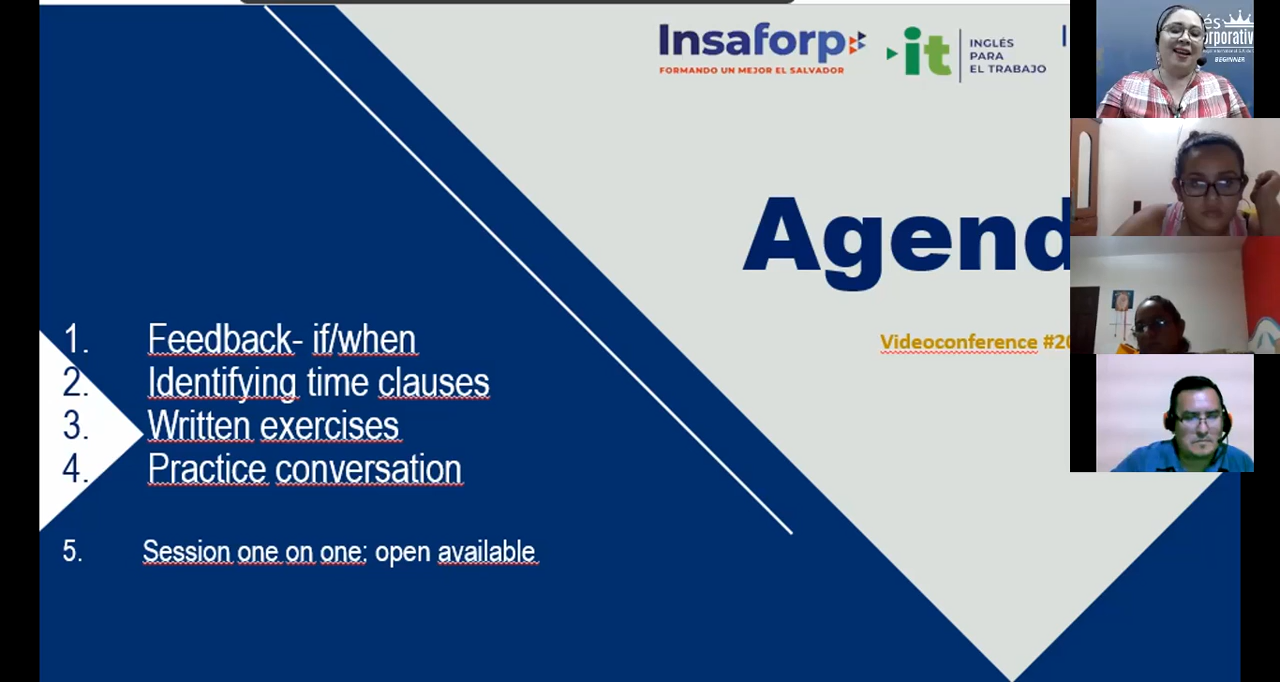 Insaforp
FORMANDO UN MEJOR EL SALVADOR
it
INGLÉS
PARA
EL TRABAJO
BEGINNER
Agend
Videoconference #20
1. Feedback- if/when
2. Identifying time clauses
3. Written exercises
4. Practice conversation
5. Session one on one; open available